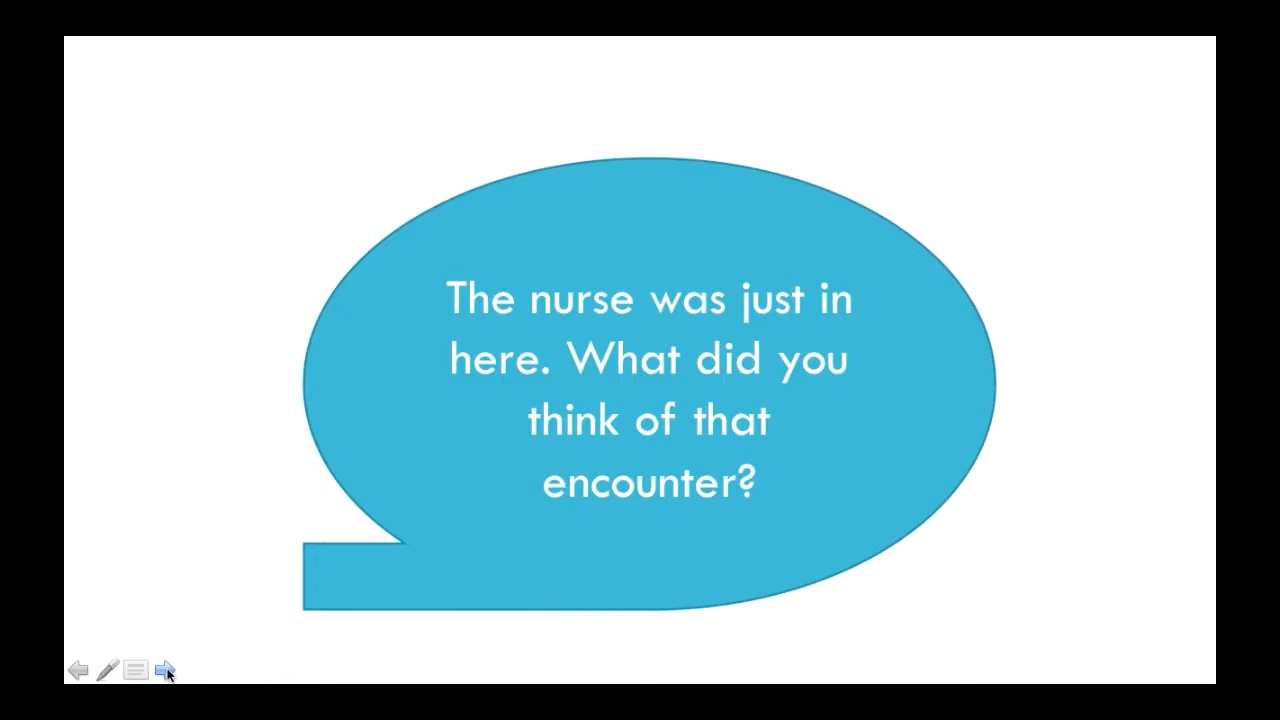 The nurse was just in
here. What did you
think of that
encounter?